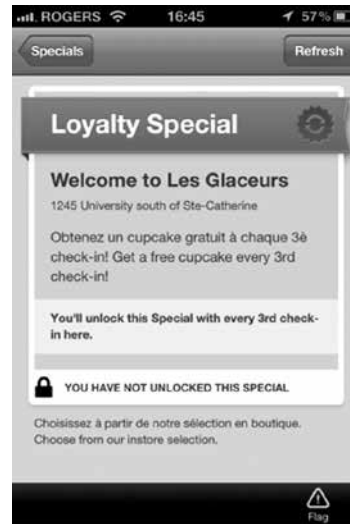 ROGERS 16:45 57%
Specials Refresh
Loyalty Special
Welcome to Les Glaceurs
1245 University south of Ste-Catherine
Obtenez un cupcake gratuit à chaque 3è
check-in! Get a free cupcake every 3rd
check-in!
You'll unlock this Special with every 3rd check-
in here.
YOU HAVE NOT UNLOCKED THIS SPECIAL
Choisissez à partir de notre sélection en boutique.
Choose from our instore selection.
Flag